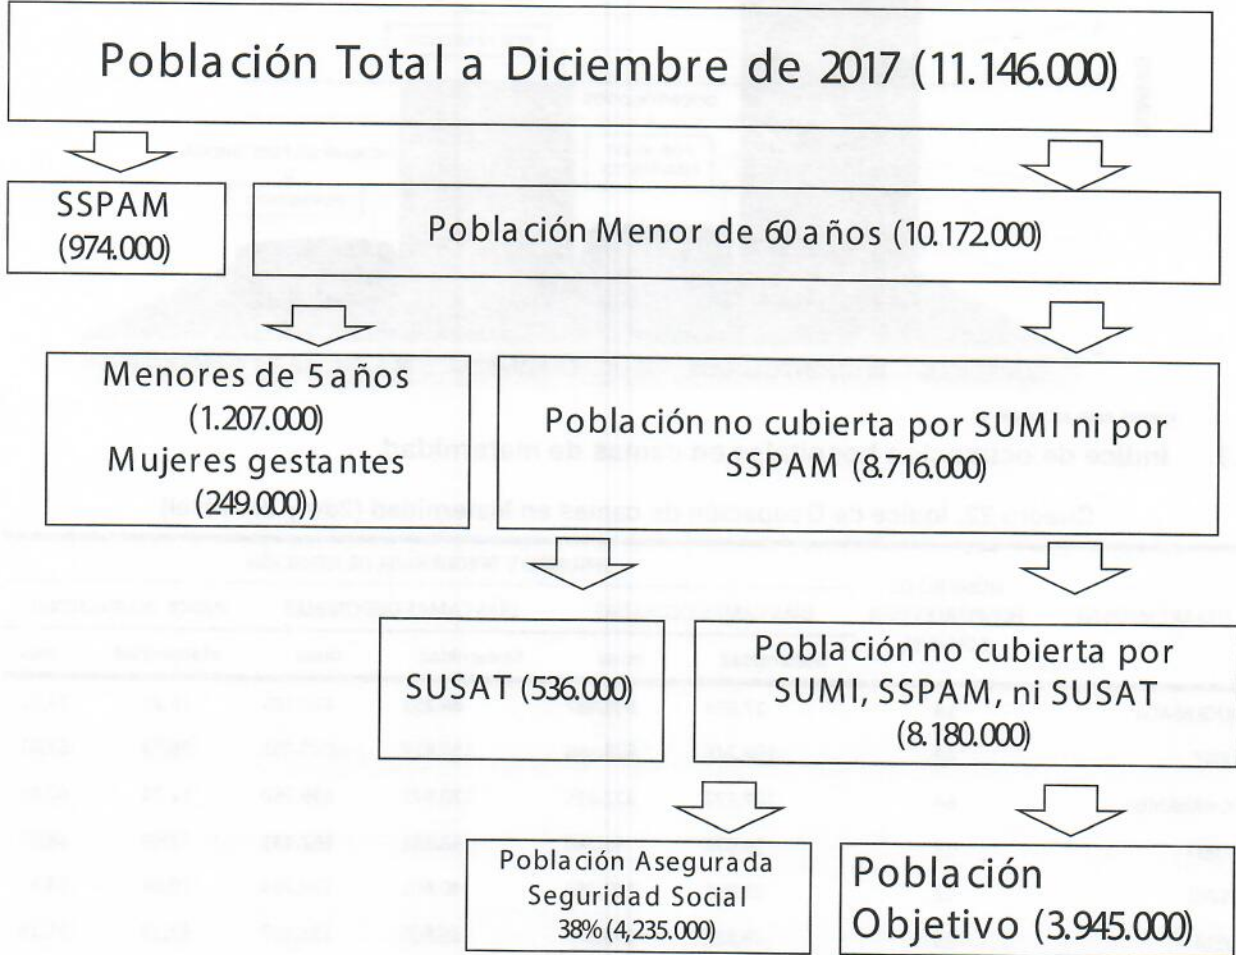 Población Total a Diciembre de 2017 (11.146.000)
SSPAM
(974.000)
Población Menor de 60 años (10.172.000)
Menores de 5 años
(1.207.000)
Mujeres gestantes
(249.000))
Población no cubierta por SUMI ni por
SSPAM (8.716.000)
SUSAT (536.000)
Población no cubierta por
SUMI, SSPAM, ni SUSAT
(8.180.000)
Población Asegurada
Seguridad Social
38% (4,235.000)
Población
Objetivo (3.945.000)